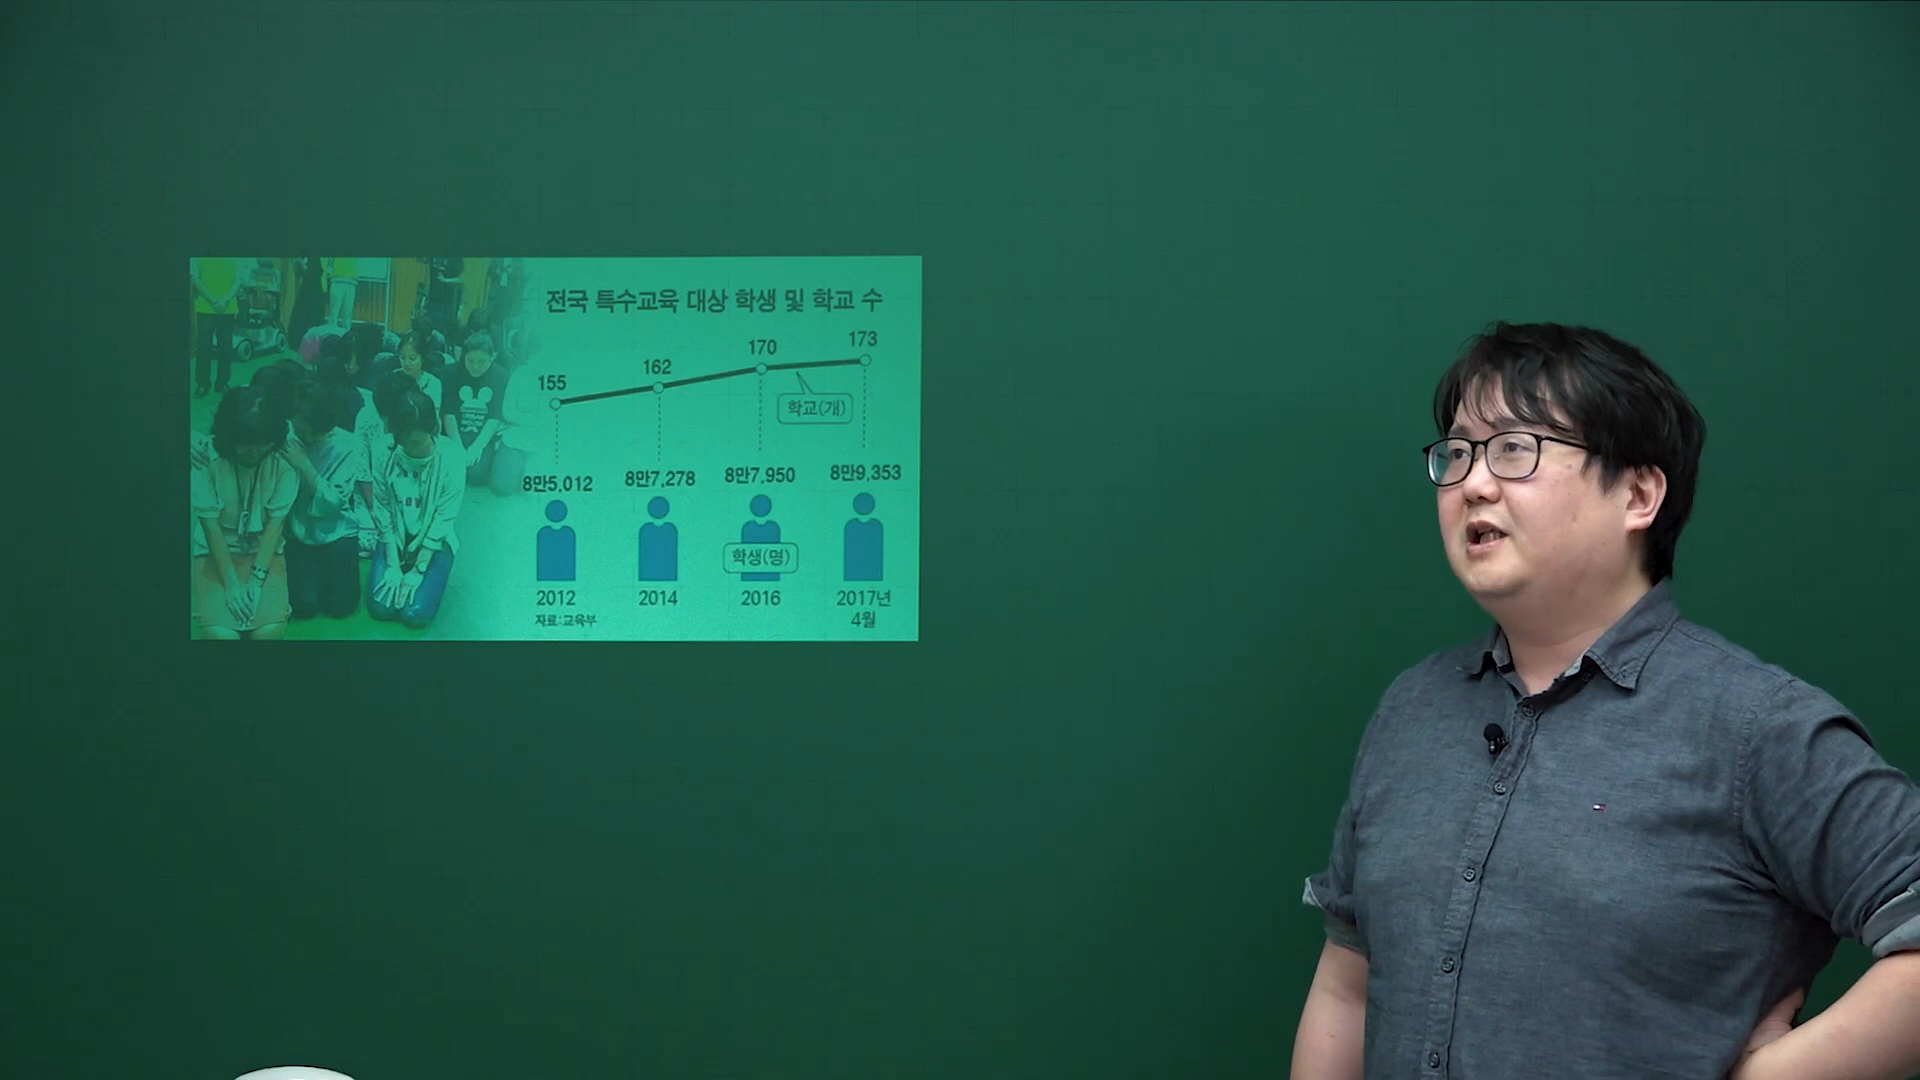 전국 특수교육 대상 학생 및 학교 수
155
162
170
173
학교(개)
8만5,012
8만7,278
8만7,950
8만9,353
학생(명)
2012
2014
2016
2017년
4월
자료:교육부